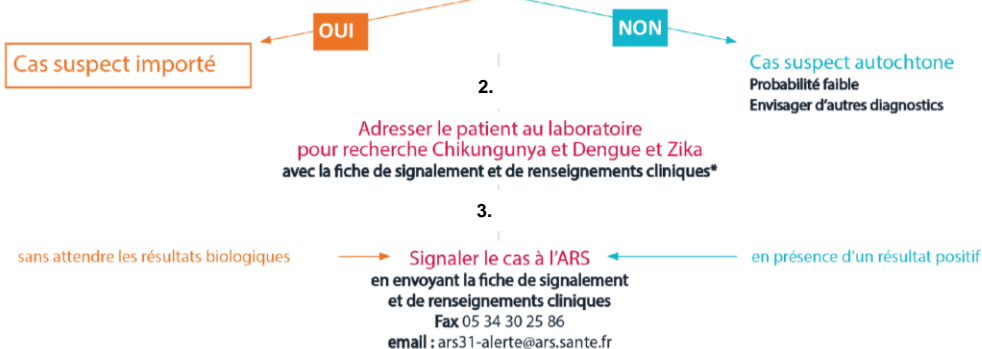 OUI
NON
Cas suspect importé
Cas suspect autochtone
Probabilité faible
Envisager d'autres diagnostics
2.
Adresser le patient au laboratoire
pour recherche Chikungunya et Dengue et Zika
avec la fiche de signalement et de renseignements cliniques*
3.
sans attendre les résultats biologiques
Signaler le cas à l'ARS
en présence d'un résultat positif
en envoyant la fiche de signalement
et de renseignements cliniques
Fax 05 34 30 25 86
email : ars31-alerte@ars.sante.fr